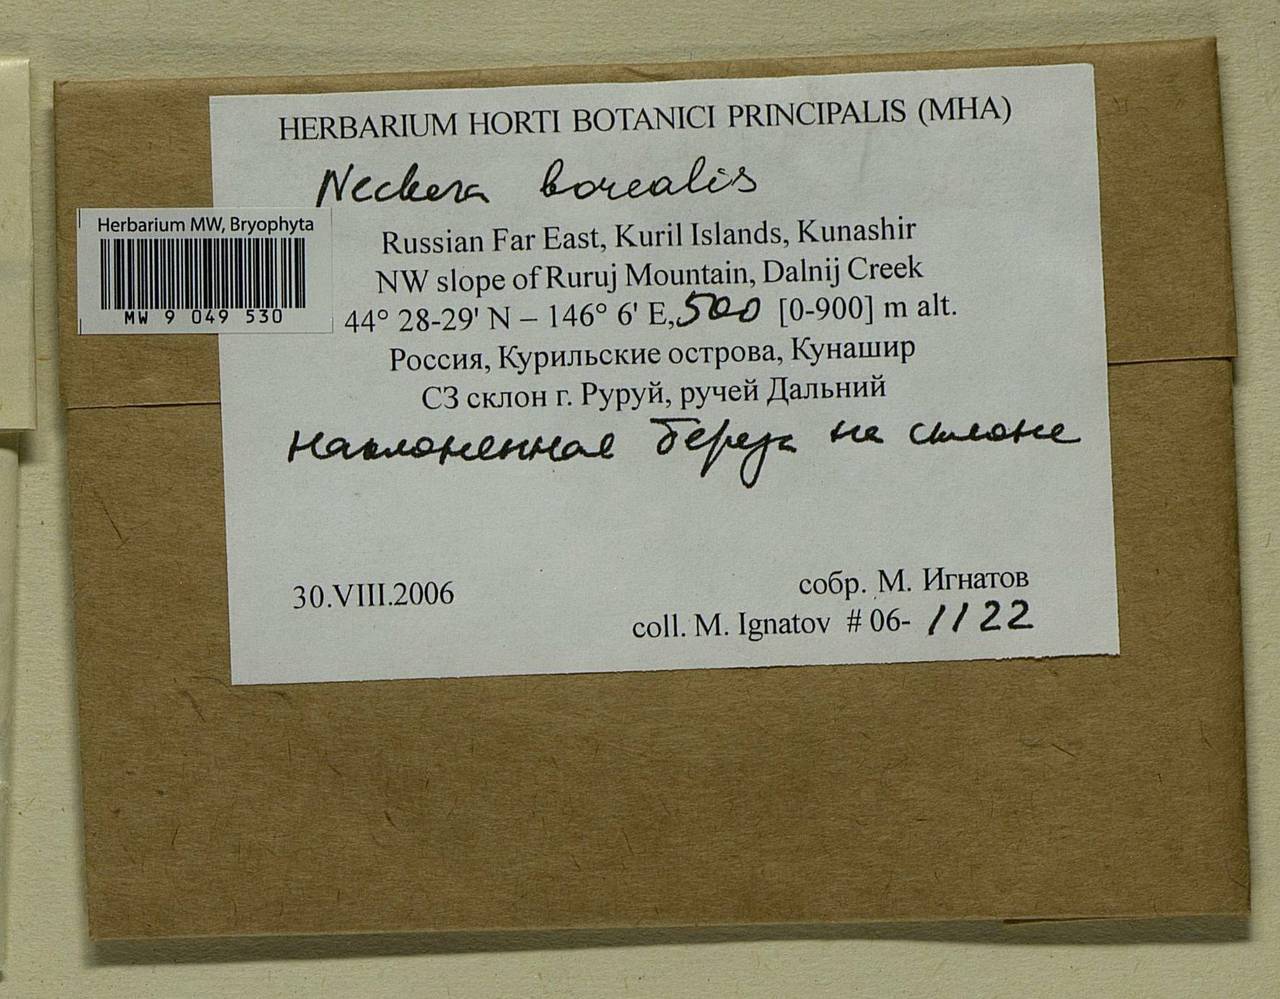 HERBARIUM HORTI BOTANICI PRINCIPALIS (MHA)
Neckera borealis
Herbarium MW, Bryophyta
MW 9 049 530
Russian Far East, Kuril Islands, Kunashir
NW slope of Ruruj Mountain, Dalnij Creek
44° 28-29' N – 146° 6' E, 500 [0-900] m alt.
Россия, Курильские острова, Кунашир
СЗ склон г. Руруй, ручей Дальний
наклоненная береза на склоне
30.VIII.2006
собр. М. Игнатов
coll. M. Ignatov # 06- 1122